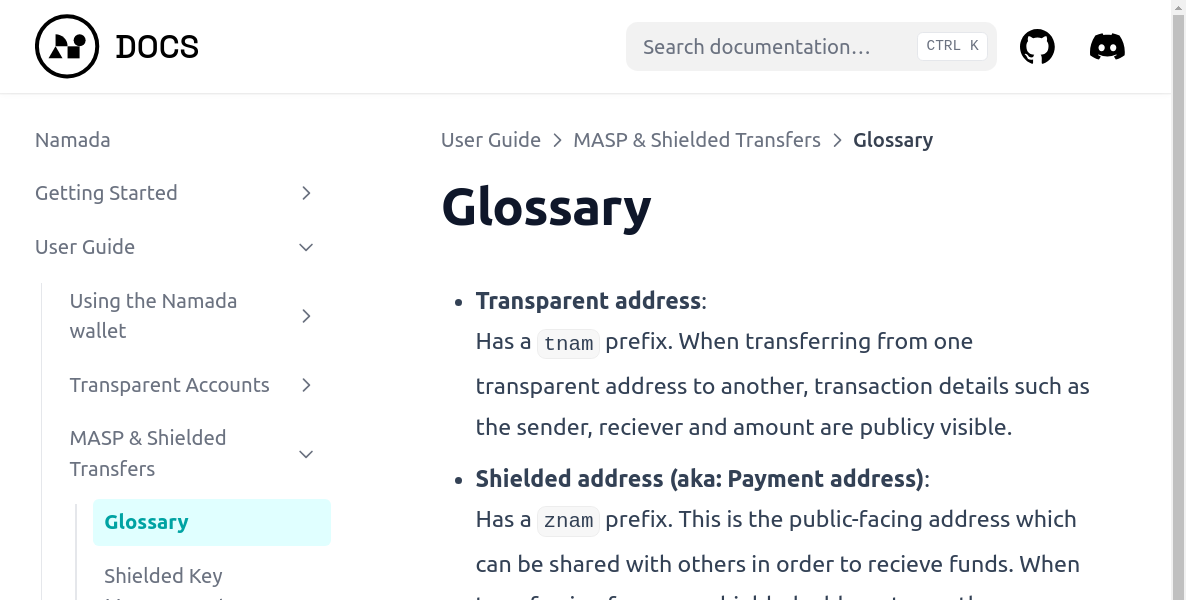 DOCS
Search documentation…
CTRL K
Namada
Getting Started
User Guide
Using the Namada
wallet
Transparent Accounts
MASP & Shielded
Transfers
Glossary
Shielded Key
User Guide > MASP & Shielded Transfers > Glossary
Glossary
• Transparent address:
Has a tnam prefix. When transferring from one
transparent address to another, transaction details such as
the sender, reciever and amount are publicy visible.
• Shielded address (aka: Payment address):
Has a znam prefix. This is the public-facing address which
can be shared with others in order to recieve funds. When